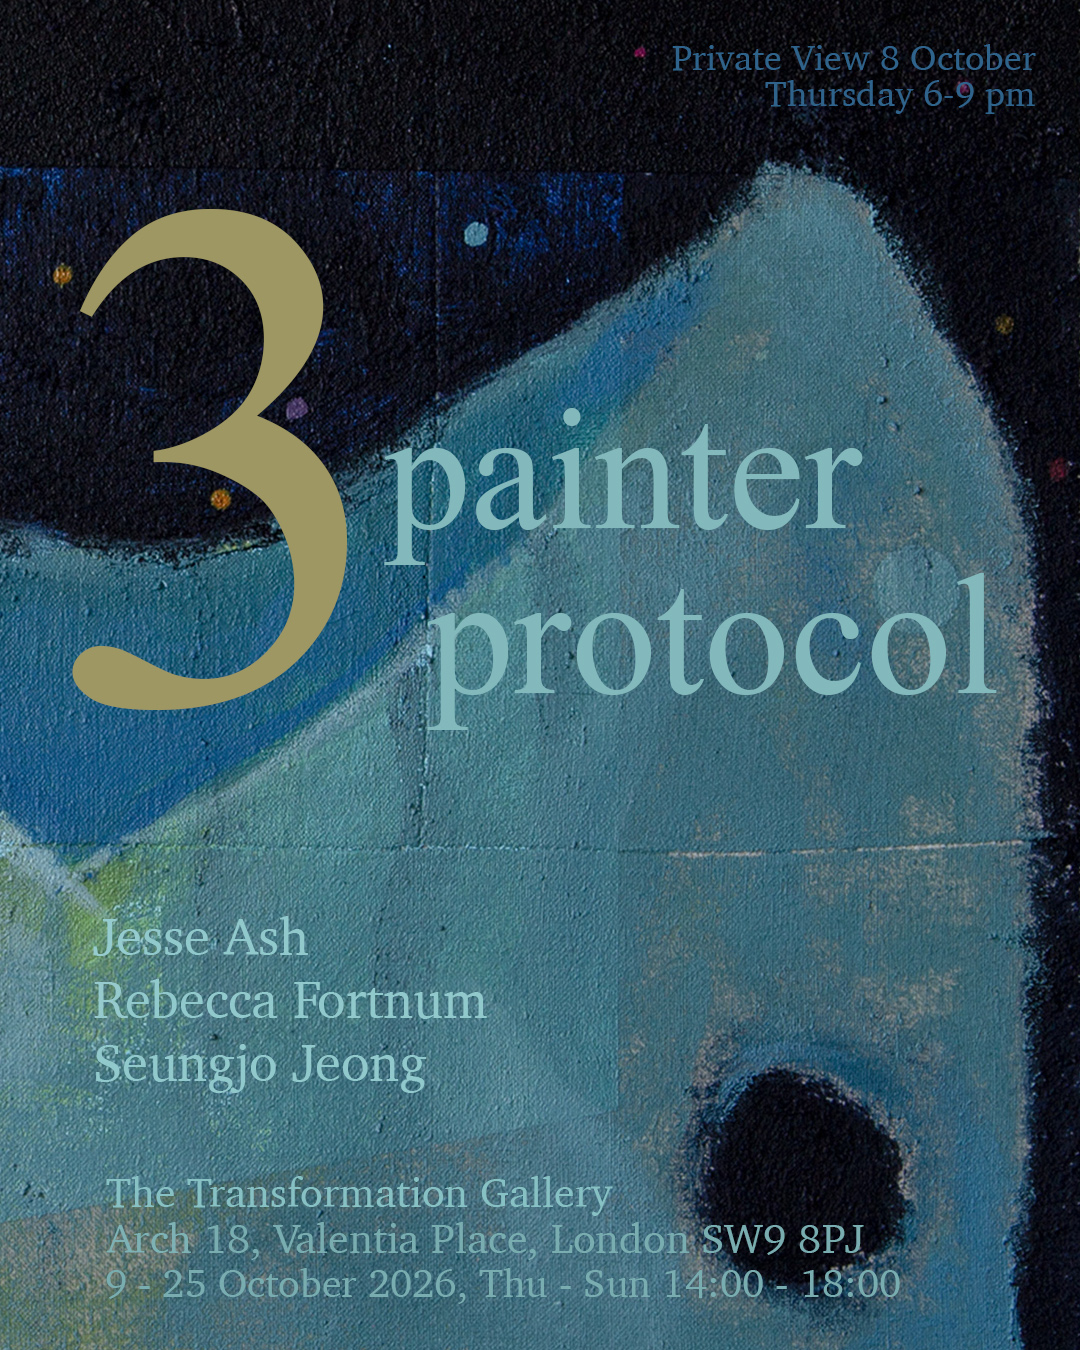 Private View 8 October
Thursday 6-9 pm
3
painter
protocol
Jesse Ash
Rebecca Fortnum
Seungjo Jeong
The Transformation Gallery
Arch 18, Valentia Place, London SW9 8PJ
9 - 25 October 2026, Thu - Sun 14:00 - 18:00